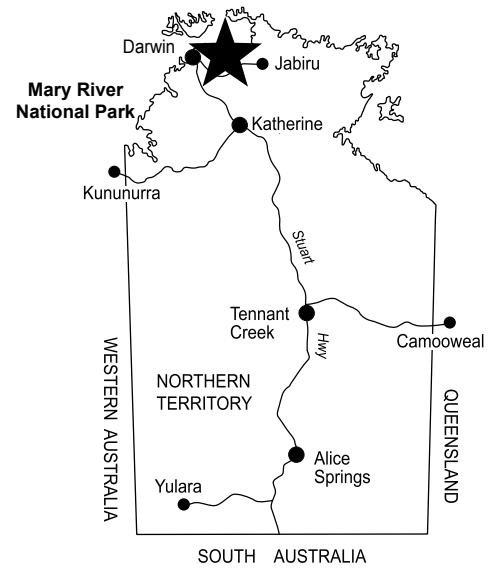 Darwin
Jabiru
Mary River
National Park
Katherine
Kununurra
Stuart
Tennant
Creek
Hwy
Camooweal
WESTERN AUSTRALIA
NORTHERN
TERRITORY
QUEENSLAND
Alice
Springs
Yulara
SOUTH AUSTRALIA